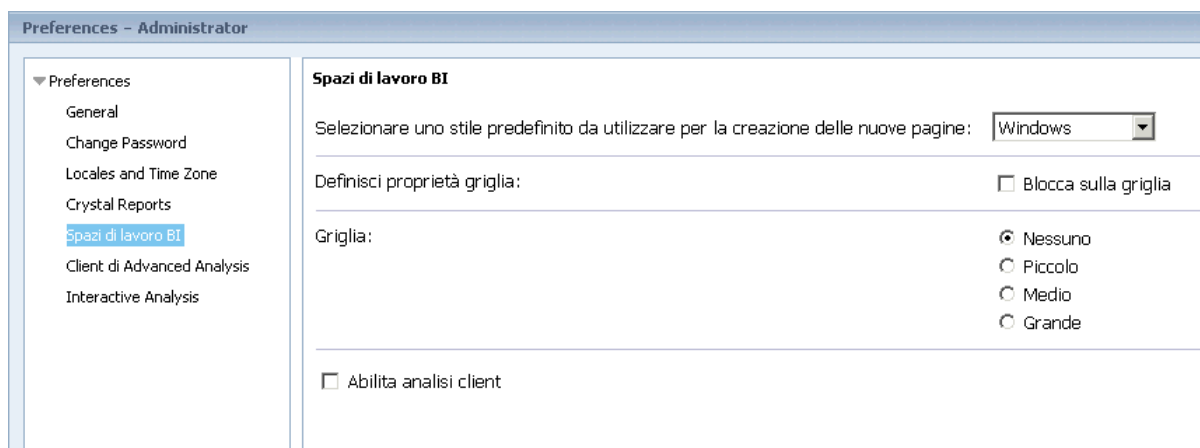 Preferences - Administrator
Preferences
General
Change Password
Locales and Time Zone
Crystal Reports
Spazi di lavoro BI
Client di Advanced Analysis
Interactive Analysis
Spazi di lavoro BI
Selezionare uno stile predefinito da utilizzare per la creazione delle nuove pagine: Windows
Definisci proprietà griglia: Blocca sulla griglia
Griglia: Nessuno
Piccolo
Medio
Grande
Abilita analisi client